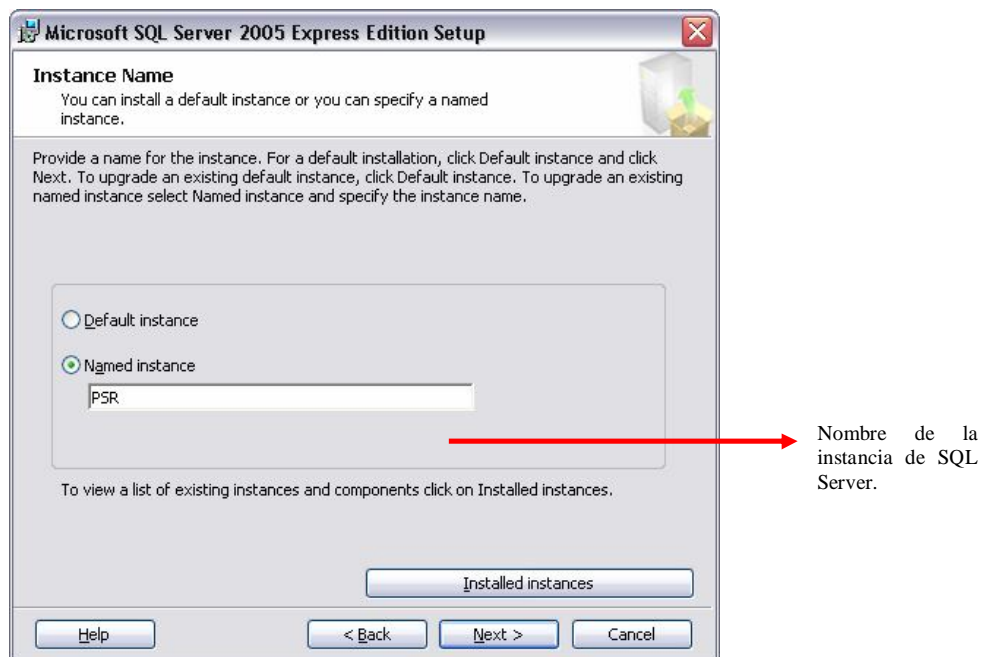 Microsoft SQL Server 2005 Express Edition Setup
Instance Name
You can install a default instance or you can specify a named
instance.
Provide a name for the instance. For a default installation, click Default instance and click
Next. To upgrade an existing default instance, click Default instance. To upgrade an existing
named instance select Named instance and specify the instance name.
Default instance
Named instance
PSR
Nombre de la
instancia de SQL
Server.
To view a list of existing instances and components click on Installed instances.
Installed instances
Help
< Back
Next >
Cancel